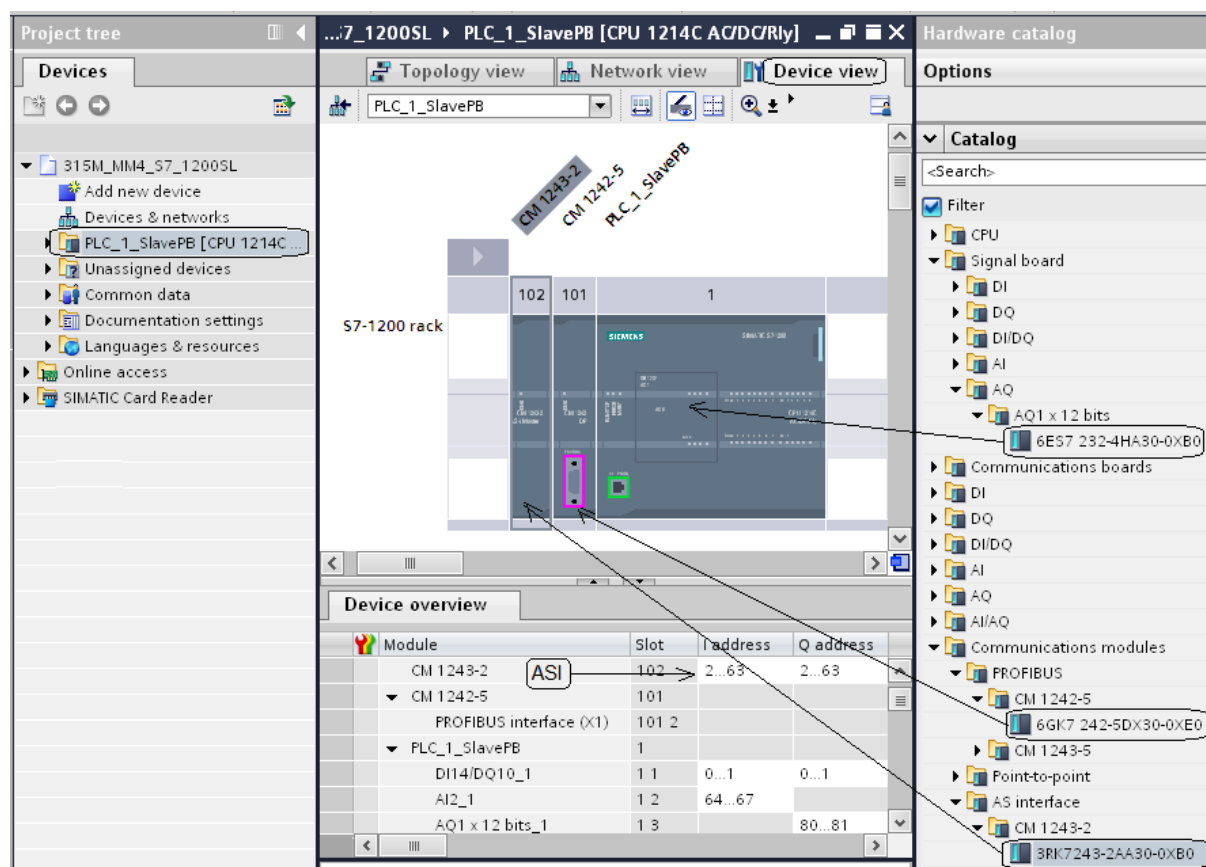 Project tree
Devices
315M_MM4_S7_1200SL
Add new device
Devices & networks
PLC_1_SlavePB [CPU 1214C ...
Unassigned devices
Common data
Documentation settings
Languages & resources
Online access
SIMATIC Card Reader
...i7_1200SL ▸ PLC_1_SlavePB [CPU 1214C AC/DC/Rly]
Topology view
Network view
Device view
PLC_1_SlavePB
CM 1243-2
CM 1242-5
PLC_1_SlavePB
102
101
1
S7-1200 rack
SIEMENS
SIMATIC S7-1200
Device overview
Module Slot I address Q address
CM 1243-2 ASI 102 2...63 2...63
CM 1242-5 101
PROFIBUS interface (X1) 101 2
PLC_1_SlavePB 1
DI14/DQ10_1 1 1 0...1 0...1
AI2_1 1 2 64...67
AQ1 x 12 bits_1 1 3 80...81
Hardware catalog
Options
Catalog
<Search>
Filter
CPU
Signal board
DI
DQ
DI/DQ
AI
AQ
AQ1 x 12 bits
6ES7 232-4HA30-0XB0
Communications boards
DI
DQ
DI/DQ
AI
AQ
AI/AQ
Communications modules
PROFIBUS
CM 1242-5
6GK7 242-5DX30-0XE0
CM 1243-5
Point-to-point
AS interface
CM 1243-2
3RK7243-2AA30-0XB0